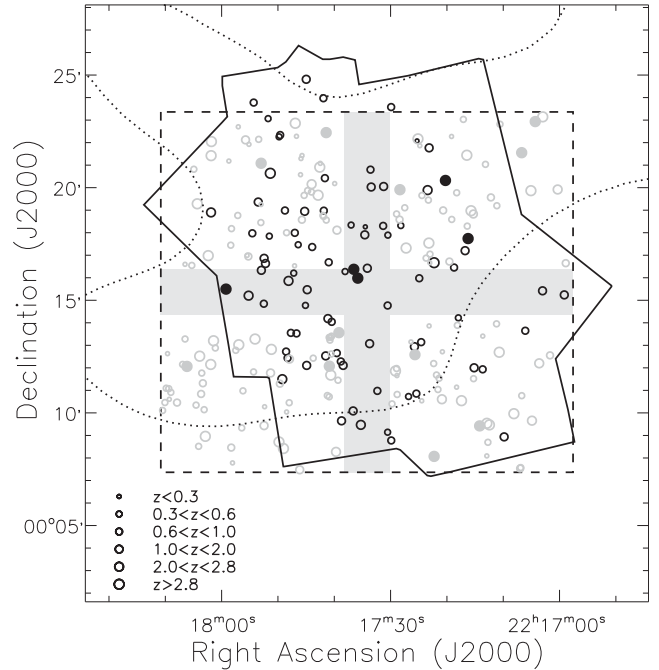 25'
20'
15'
10'
00°05'
Declination (J2000)
z<0.3
0.3<z<0.6
0.6<z<1.0
1.0<z<2.0
2.0<z<2.8
z>2.8
18ᵐ00ˢ
17ᵐ30ˢ
22ʰ17ᵐ00ˢ
Right Ascension (J2000)